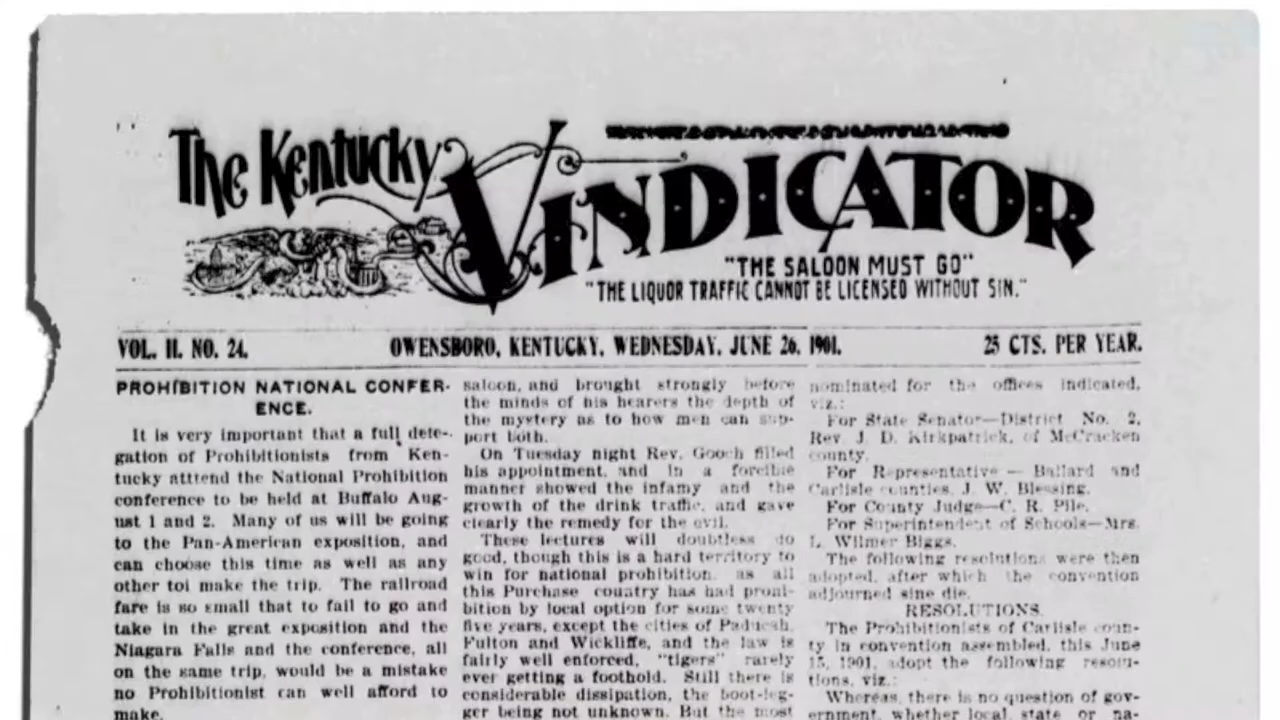 The Kentucky
VINDICATOR
"THE SALOON MUST GO"
"THE LIQUOR TRAFFIC CANNOT BE LICENSED WITHOUT SIN."
VOL. II. NO. 24.
OWENSBORO, KENTUCKY, WEDNESDAY, JUNE 26, 1901.
25 CTS. PER YEAR.
PROHIBITION NATIONAL CONFER-
ENCE.
It is very important that a full dele-
gation of Prohibitionists from Ken-
tucky atttend the National Prohibition
conference to be held at Buffalo Aug-
ust 1 and 2. Many of us will be going
to the Pan-American exposition, and
can choose this time as well as any
other toi make the trip. The railroad
fare is so small that to fail to go and
take in the great exposition and the
Niagara Falls and the conference, all
on the same trip, would be a mistake
no Prohibitionist can well afford to
make.
saloon, and brought strongly before
the minds of his hearers the depth of
the mystery as to how men can sup-
port both.
On Tuesday night Rev. Gooch filled
his appointment, and in a forcible
manner showed the infamy and the
growth of the drink traffic, and gave
clearly the remedy for the evil.
These lectures will doubtless do
good, though this is a hard territory to
win for national prohibition, as all
this Purchase country has had prohi-
bition by local option for some twenty
five years, except the cities of Paducah,
Fulton and Wickliffe, and the law is
fairly well enforced, "tigers" rarely
ever getting a foothold. Still there is
considerable dissipation, the boot-leg-
ger being not unknown. But the most
nominated for the offices indicated,
viz.:
For State Senator—District No. 2,
Rev. J. D. Kirkpatrick, of McCracken
county.
For Representative — Ballard and
Carlisle counties, J. W. Blessing.
For County Judge—C. R. Pile.
For Superintendent of Schools—Mrs.
L. Wilmer Biggs.
The following resolutions were then
adopted, after which the convention
adjourned sine die.
RESOLUTIONS.
The Prohibitionists of Carlisle coun-
ty in convention assembled, this June
15, 1901, adopt the following resolu-
tions, viz.:
Whereas, there is no question of gov-
ernment, whether local, state or na-